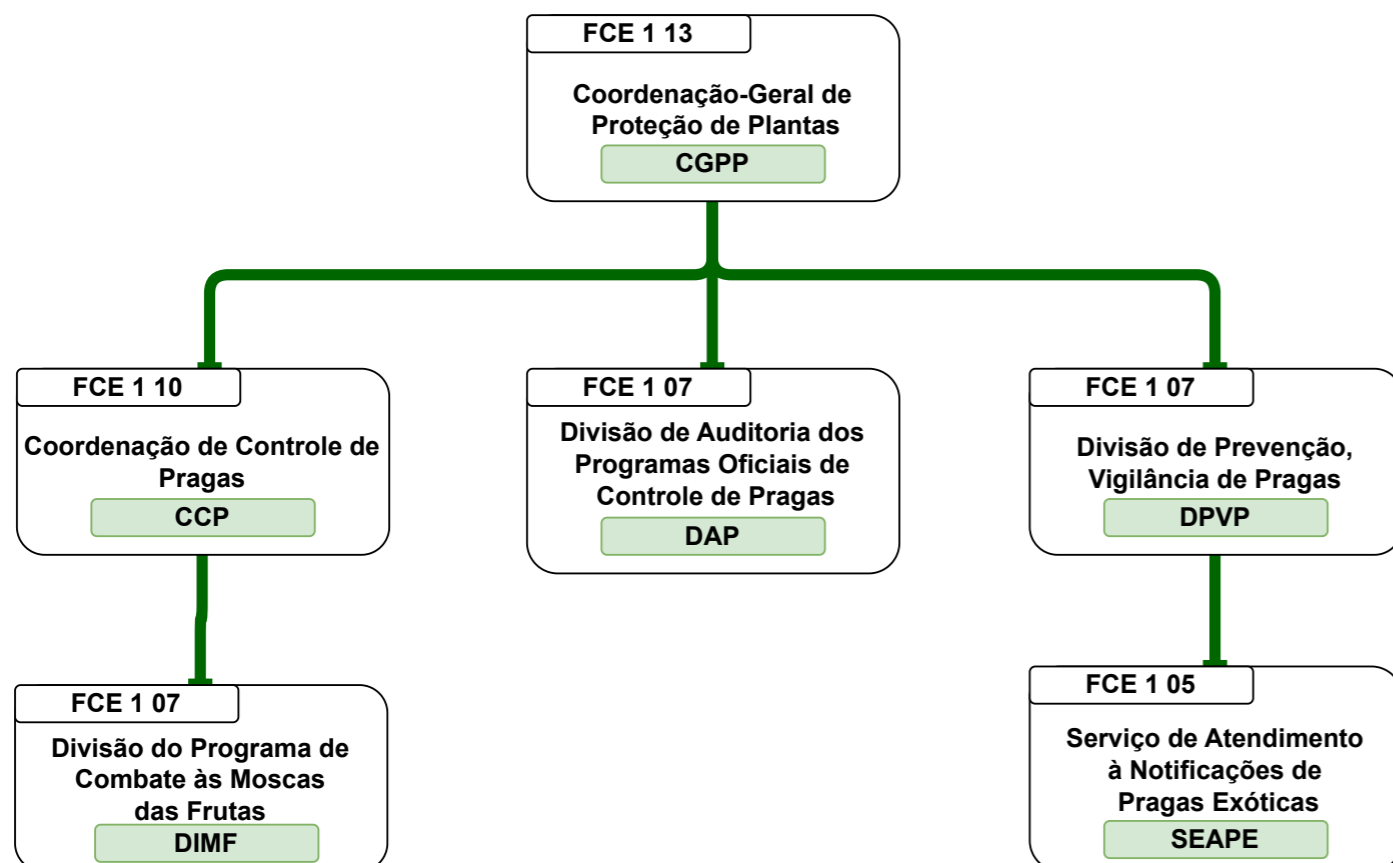 FCE 1 13
Coordenação-Geral de
Proteção de Plantas
CGPP
FCE 1 10
Coordenação de Controle de
Pragas
CCP
FCE 1 07
Divisão de Auditoria dos
Programas Oficiais de
Controle de Pragas
DAP
FCE 1 07
Divisão de Prevenção,
Vigilância de Pragas
DPVP
FCE 1 07
Divisão do Programa de
Combate às Moscas
das Frutas
DIMF
FCE 1 05
Serviço de Atendimento
à Notificações de
Pragas Exóticas
SEAPE